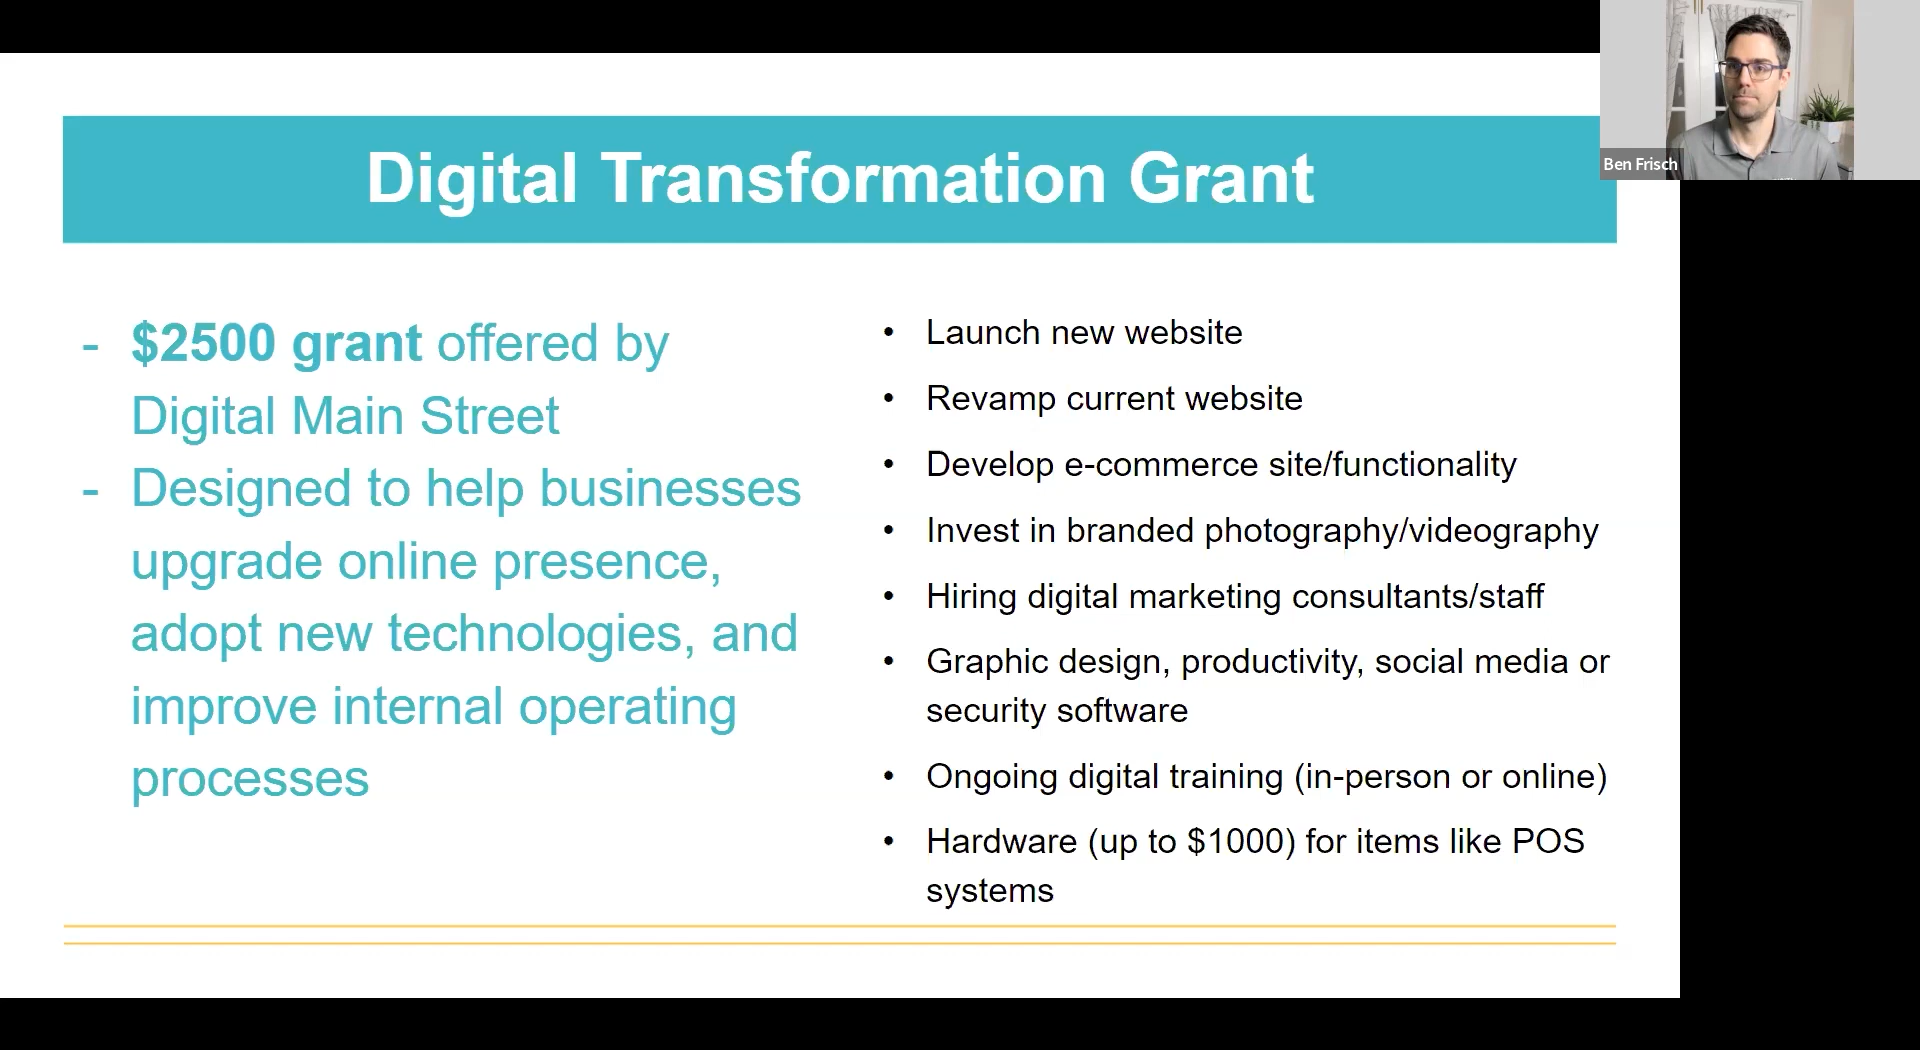 Digital Transformation Grant
- $2500 grant offered by
Digital Main Street
- Designed to help businesses
upgrade online presence,
adopt new technologies, and
improve internal operating
processes
• Launch new website
• Revamp current website
• Develop e-commerce site/functionality
• Invest in branded photography/videography
• Hiring digital marketing consultants/staff
• Graphic design, productivity, social media or
security software
• Ongoing digital training (in-person or online)
• Hardware (up to $1000) for items like POS
systems
Ben Frisch